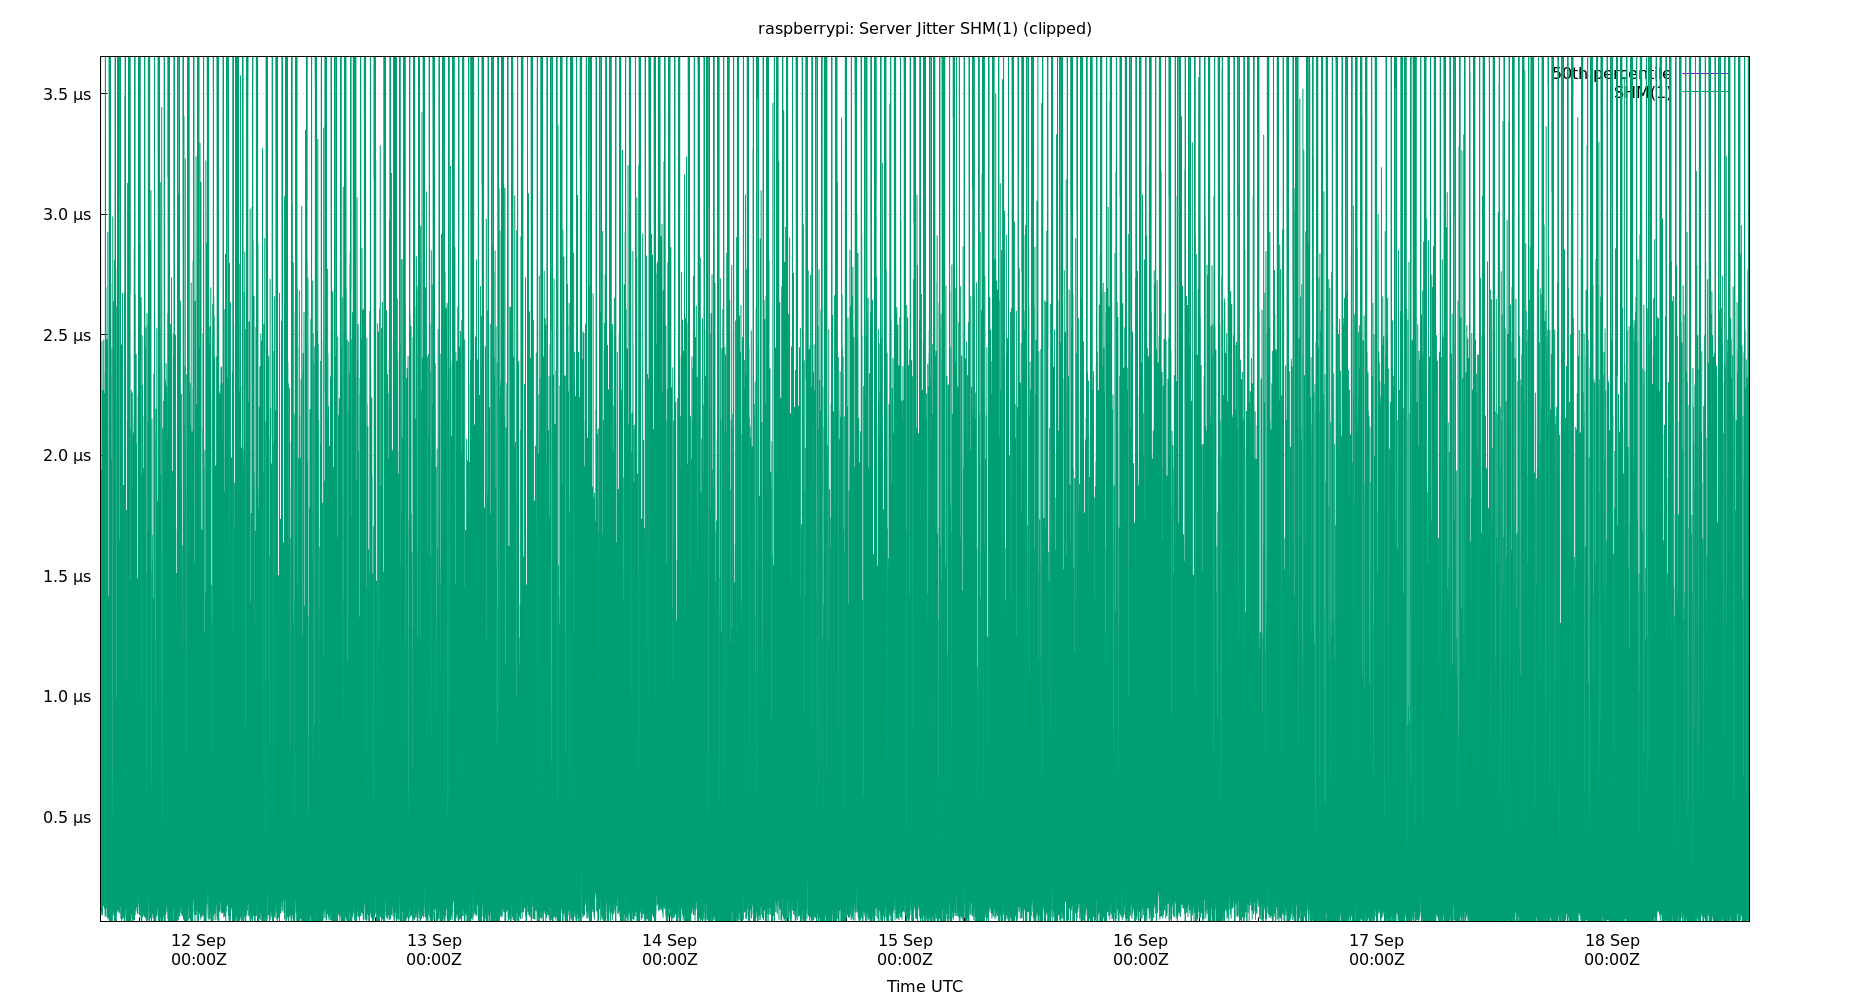 raspberrypi: Server Jitter SHM(1) (clipped)
50th percentile
SHM(1)
3.5 µs
3.0 µs
2.5 µs
2.0 µs
1.5 µs
1.0 µs
0.5 µs
12 Sep 13 Sep 14 Sep 15 Sep 16 Sep 17 Sep 18 Sep
00:00Z 00:00Z 00:00Z 00:00Z 00:00Z 00:00Z 00:00Z
Time UTC